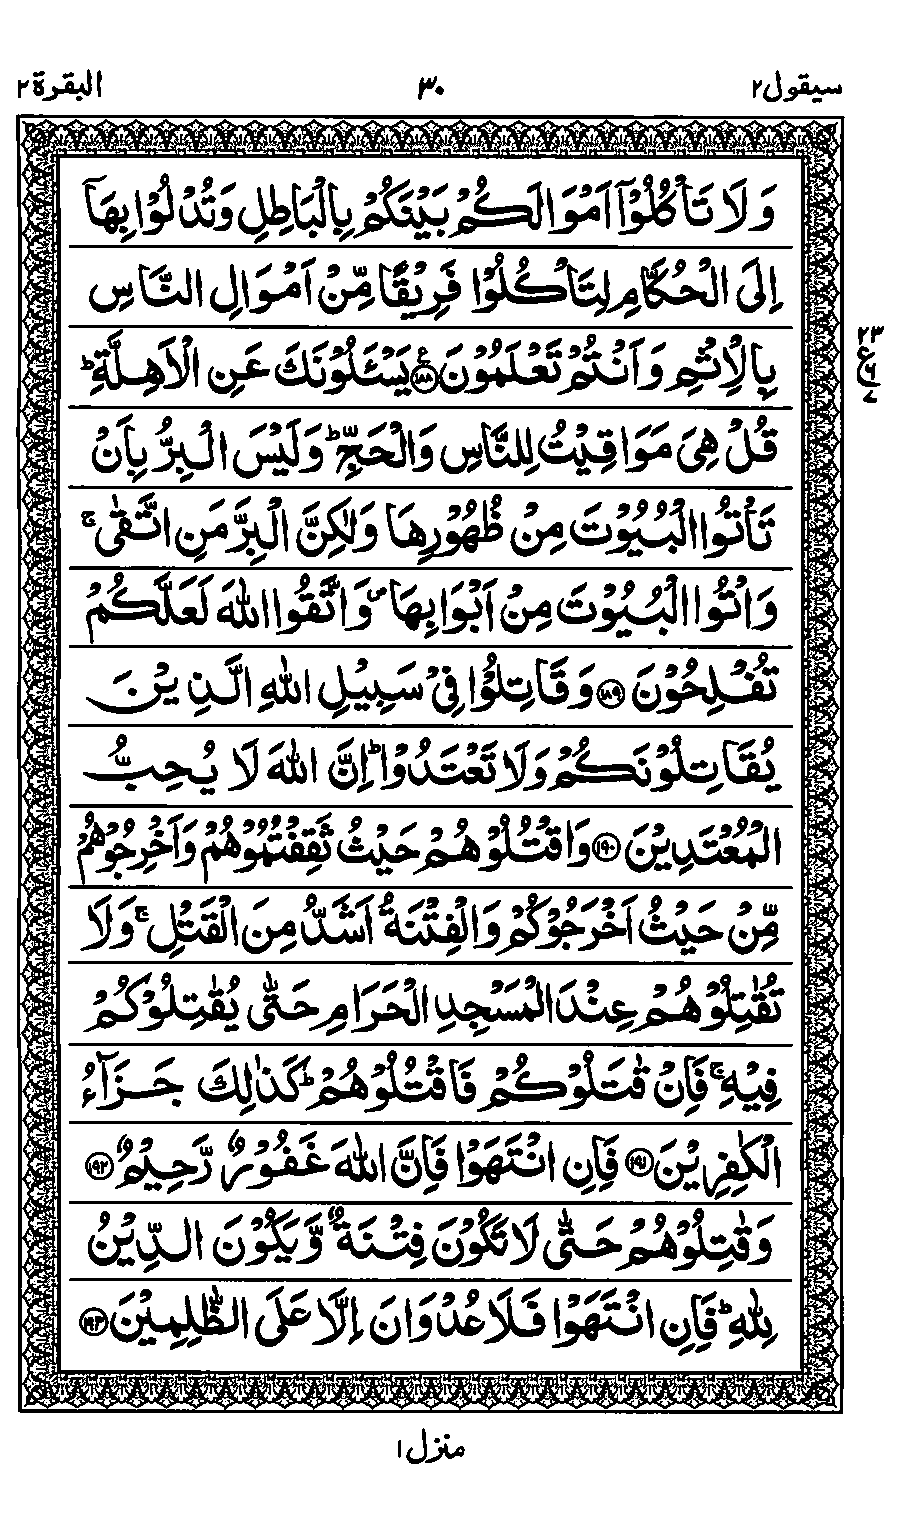 سيقول ٢ ٣٠ البقرة ٢
وَلَا تَأْكُلُوْٓا اَمْوَالَكُمْ بَيْنَكُمْ بِالْبَاطِلِ وَتُدْلُوْا بِهَآ
اِلَى الْحُكَّامِ لِتَأْكُلُوْا فَرِيْقًا مِّنْ اَمْوَالِ النَّاسِ
بِالْاِثْمِ وَاَنْتُمْ تَعْلَمُوْنَ ﴿١٨٨﴾ۧ يَسْـَٔلُوْنَكَ عَنِ الْاَهِلَّةِ ؕ
٢٣
ع
٦
٧
قُلْ هِىَ مَوَاقِيْتُ لِلنَّاسِ وَالْحَجِّ ؕ وَلَيْسَ الْبِرُّ بِاَنْ
تَأْتُوا الْبُيُوْتَ مِنْ ظُهُوْرِهَا وَلٰكِنَّ الْبِرَّ مَنِ اتَّقٰى ۚ
وَاْتُوا الْبُيُوْتَ مِنْ اَبْوَابِهَا ۪ وَاتَّقُوا اللّٰهَ لَعَلَّكُمْ
تُفْلِحُوْنَ ﴿١٨٩﴾ وَقَاتِلُوْا فِىْ سَبِيْلِ اللّٰهِ الَّذِيْنَ
يُقَاتِلُوْنَكُمْ وَلَا تَعْتَدُوْا ؕ اِنَّ اللّٰهَ لَا يُحِبُّ
الْمُعْتَدِيْنَ ﴿١٩٠﴾ وَاقْتُلُوْهُمْ حَيْثُ ثَقِفْتُمُوْهُمْ وَاَخْرِجُوْهُمْ
مِّنْ حَيْثُ اَخْرَجُوْكُمْ وَالْفِتْنَةُ اَشَدُّ مِنَ الْقَتْلِ ۚ وَلَا
تُقٰتِلُوْهُمْ عِنْدَ الْمَسْجِدِ الْحَرَامِ حَتّٰى يُقٰتِلُوْكُمْ
فِيْهِ ۚ فَاِنْ قٰتَلُوْكُمْ فَاقْتُلُوْهُمْ ؕ كَذٰلِكَ جَزَآءُ
الْكٰفِرِيْنَ ﴿١٩١﴾ فَاِنِ انْتَهَوْا فَاِنَّ اللّٰهَ غَفُوْرٌ رَّحِيْمٌ ﴿١٩٢﴾
وَقٰتِلُوْهُمْ حَتّٰى لَا تَكُوْنَ فِتْنَةٌ وَّيَكُوْنَ الدِّيْنُ
لِلّٰهِ ؕ فَاِنِ انْتَهَوْا فَلَا عُدْوَانَ اِلَّا عَلَى الظّٰلِمِيْنَ ﴿١٩٣﴾
منزل ١